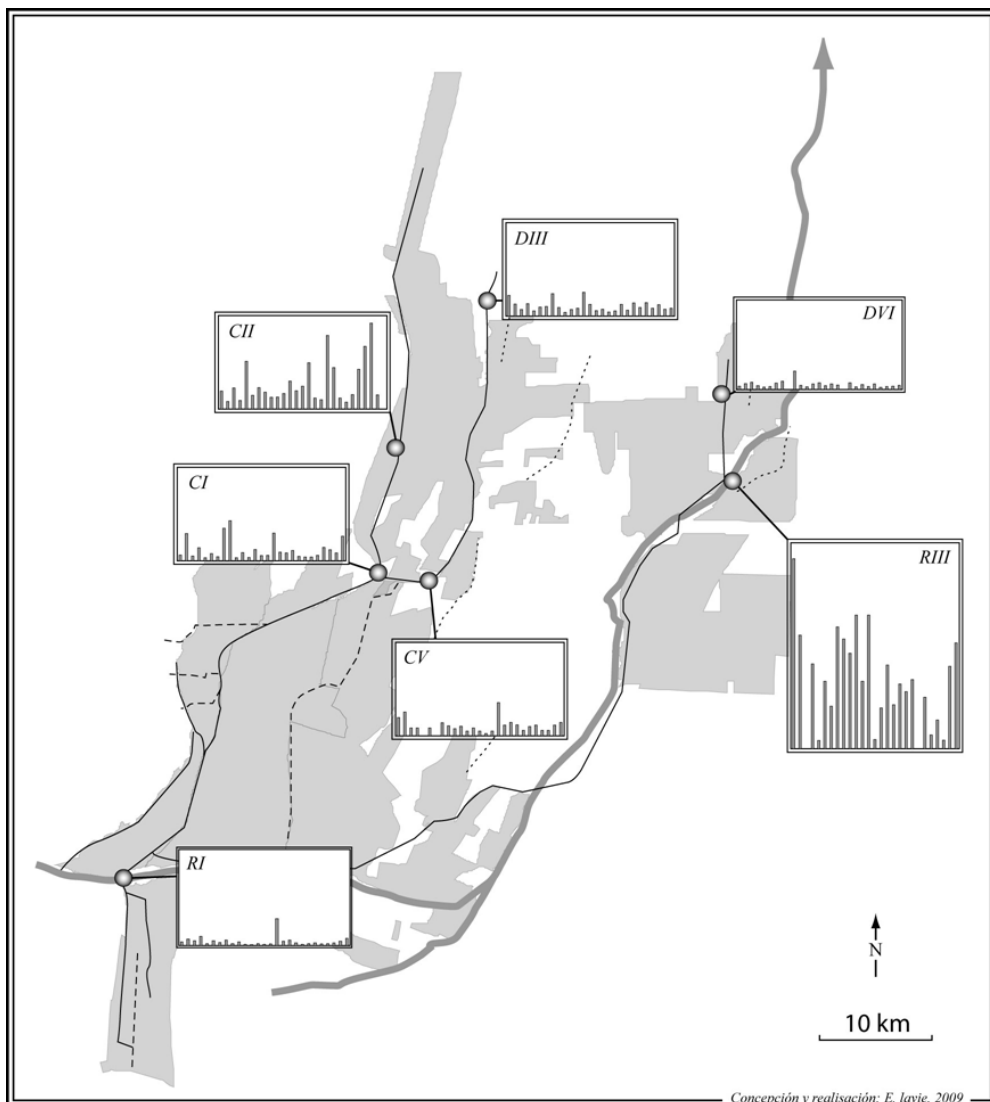 DIII
DVI
CII
CI
RIII
CV
RI
N
10 km
Concepción y realisación: E. lavie, 2009